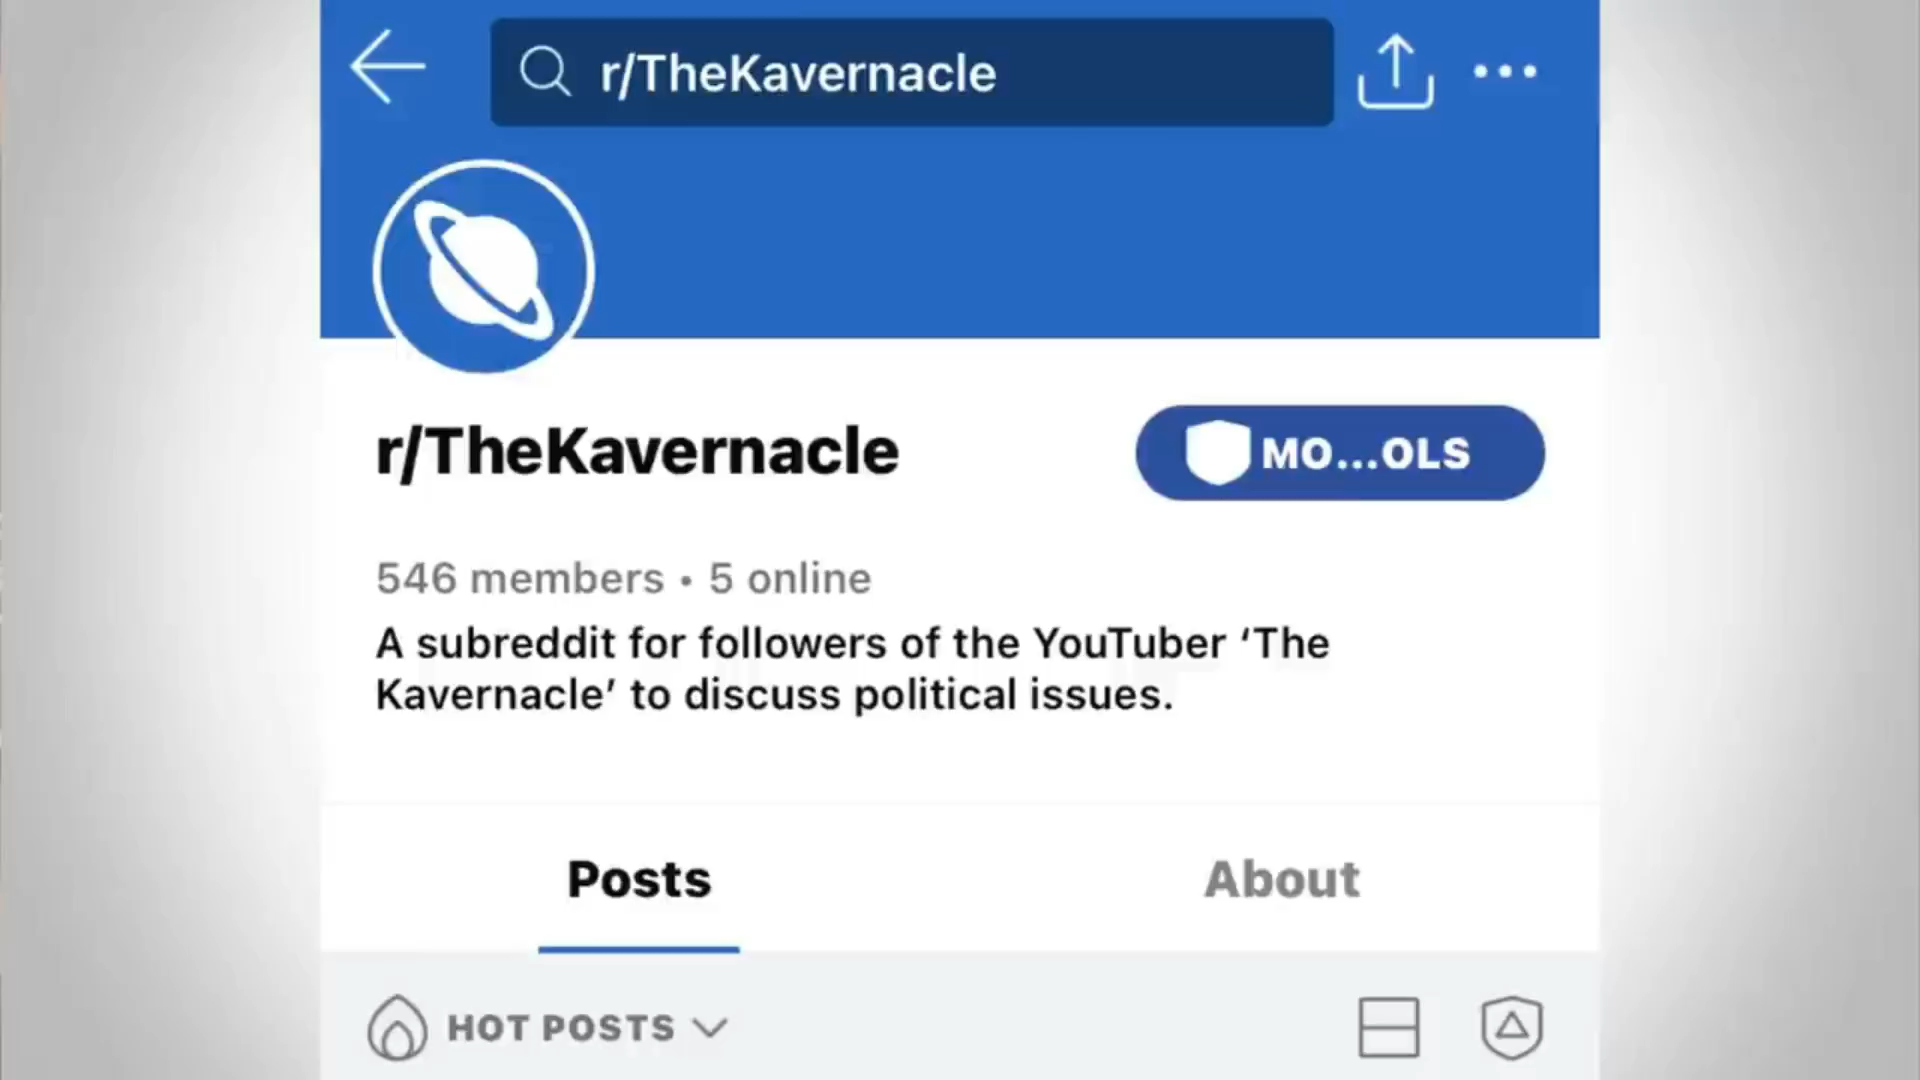 r/TheKavernacle
r/TheKavernacle
MO...OLS
546 members • 5 online
A subreddit for followers of the YouTuber ‘The
Kavernacle’ to discuss political issues.
Posts
About
HOT POSTS